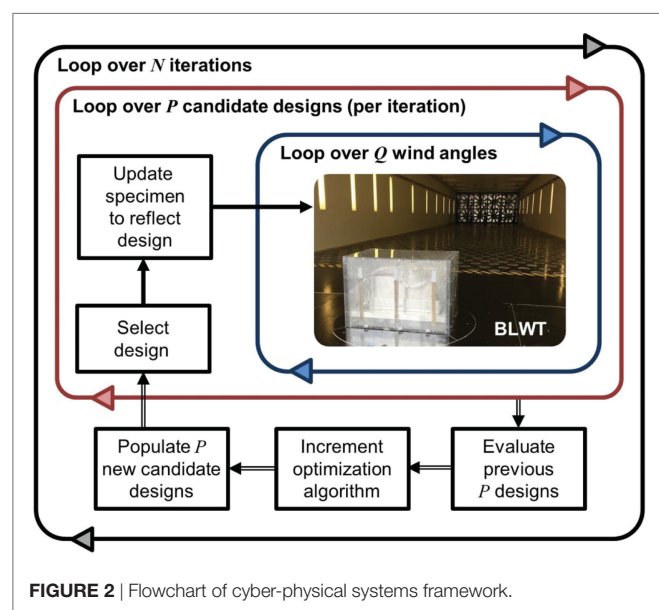 Loop over N iterations
Loop over P candidate designs (per iteration)
Loop over Q wind angles
Update
specimen
to reflect
design
BLWT
Select
design
Populate P
new candidate
designs
Increment
optimization
algorithm
Evaluate
previous
P designs
FIGURE 2 | Flowchart of cyber-physical systems framework.